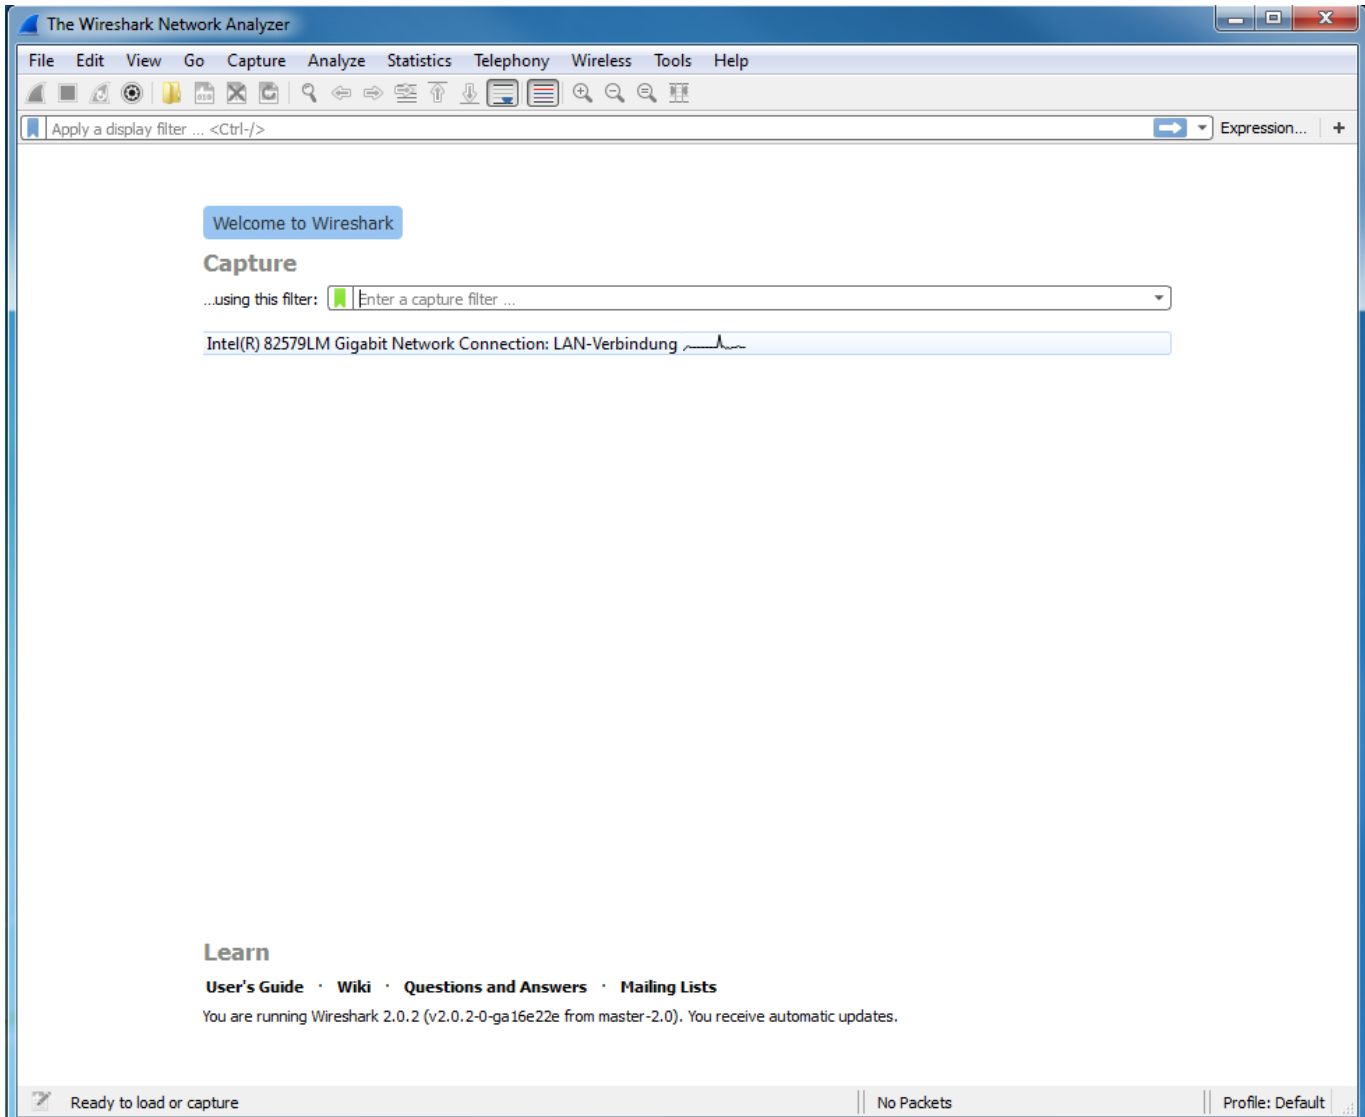 The Wireshark Network Analyzer
File Edit View Go Capture Analyze Statistics Telephony Wireless Tools Help
Apply a display filter ... <Ctrl-/> Expression... +
Welcome to Wireshark
Capture
...using this filter: Enter a capture filter ...
Intel(R) 82579LM Gigabit Network Connection: LAN-Verbindung
Learn
User's Guide · Wiki · Questions and Answers · Mailing Lists
You are running Wireshark 2.0.2 (v2.0.2-0-ga16e22e from master-2.0). You receive automatic updates.
Ready to load or capture No Packets Profile: Default